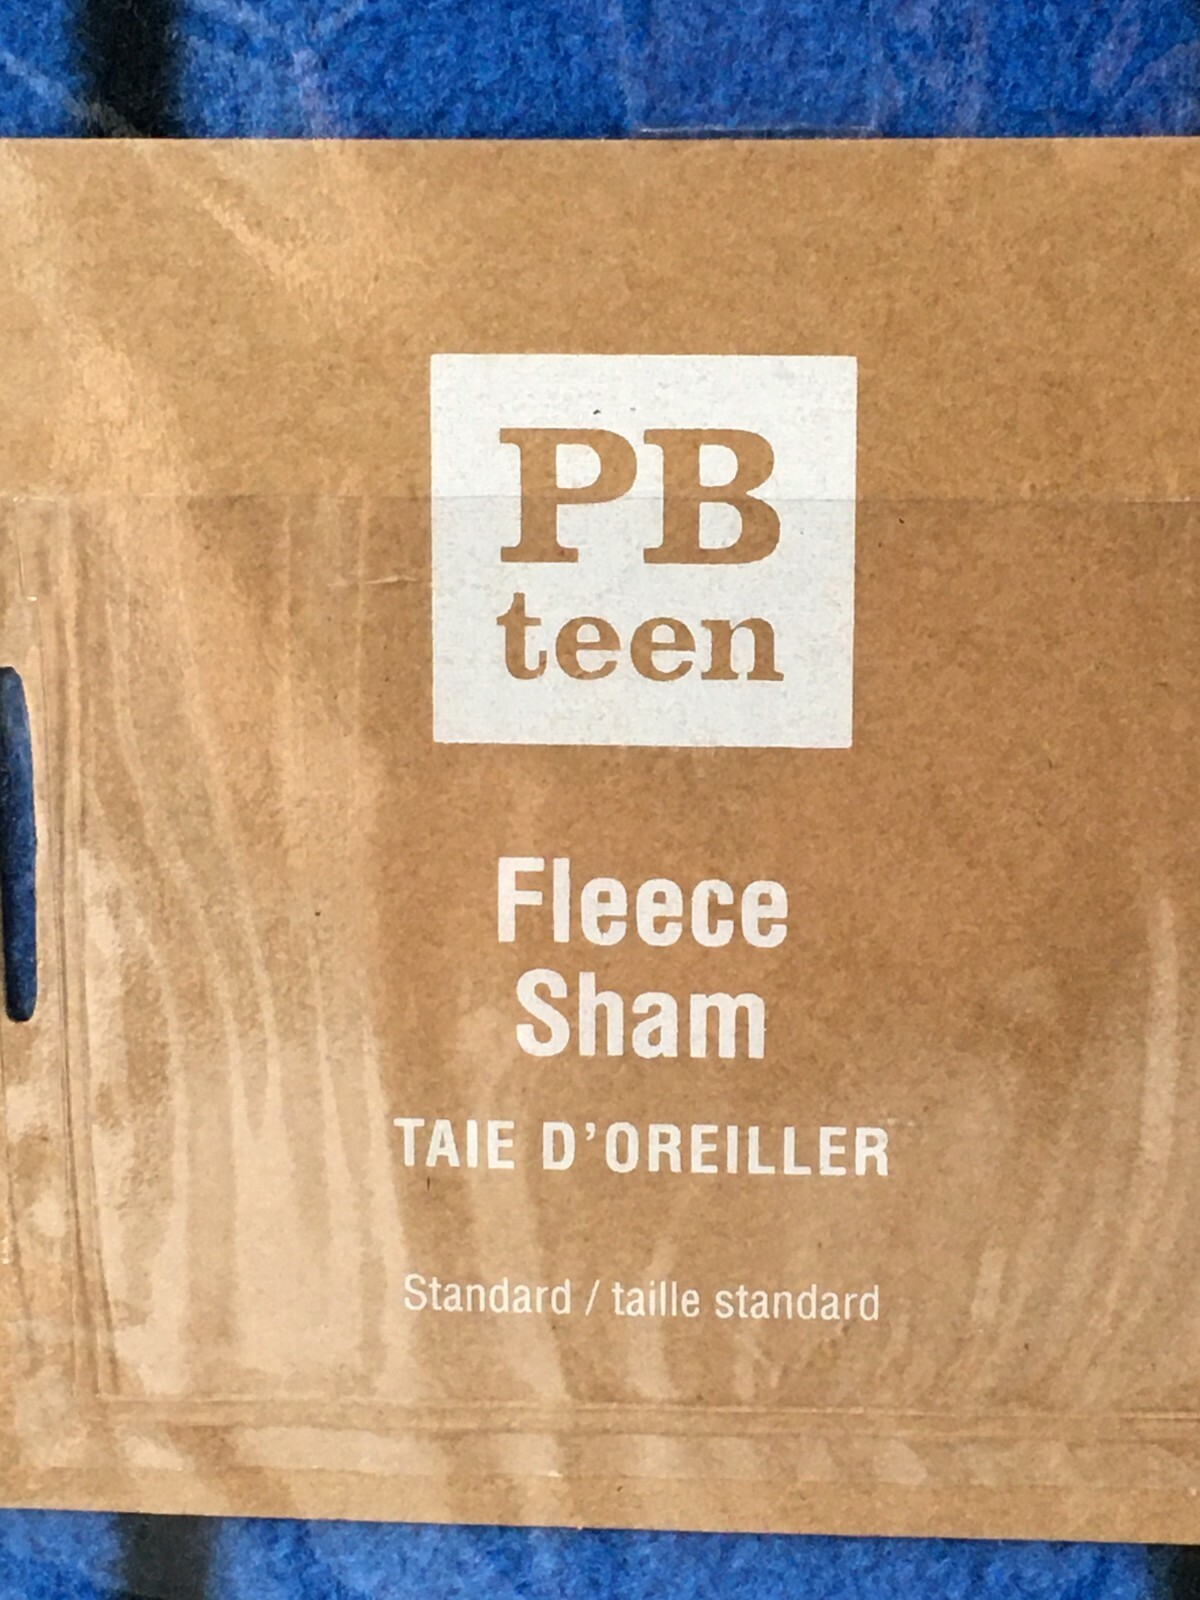 PB
teen
Fleece
Sham
TAIE D'OREILLER
Standard / taille standard